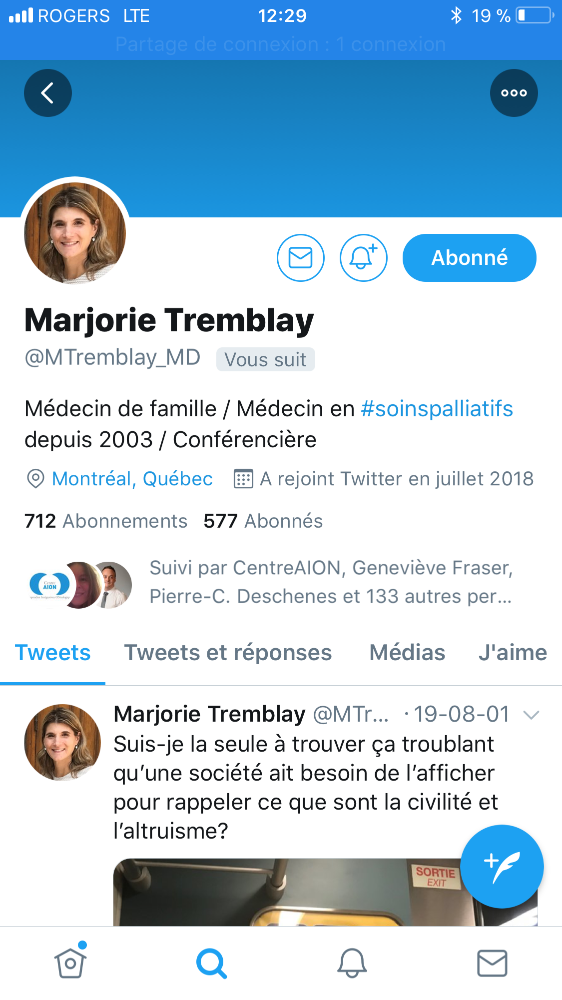 ROGERS LTE 12:29 19 %
Partage de connexion : 1 connexion
Abonné
Marjorie Tremblay
@MTremblay_MD Vous suit
Médecin de famille / Médecin en #soinspalliatifs
depuis 2003 / Conférencière
Montréal, Québec A rejoint Twitter en juillet 2018
712 Abonnements 577 Abonnés
Centre
AION
Suivi par CentreAION, Geneviève Fraser,
Pierre-C. Deschenes et 133 autres per...
Tweets Tweets et réponses Médias J'aime
Marjorie Tremblay @MTr... · 19-08-01
Suis-je la seule à trouver ça troublant
qu’une société ait besoin de l’afficher
pour rappeler ce que sont la civilité et
l’altruisme?
SORTIE
EXIT